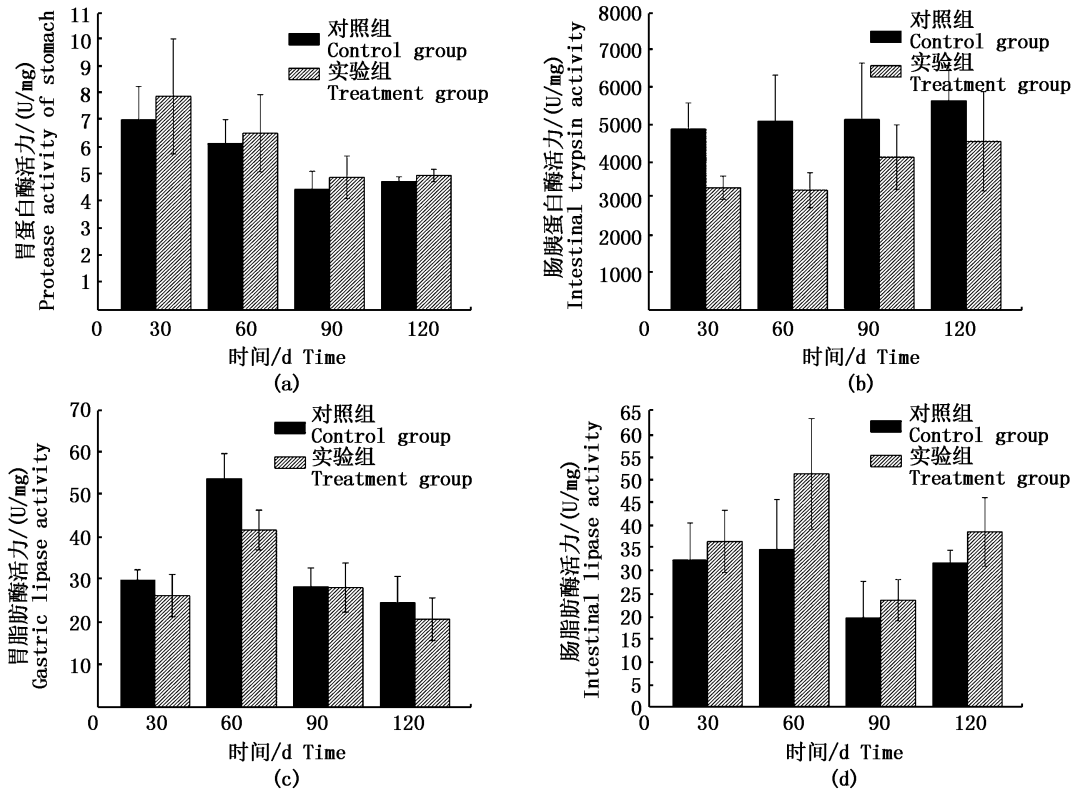 11
10
9
8
7
6
5
4
3
2
1
0
30
60
90
120
胃蛋白酶活力/(U/mg)
Protease activity of stomach
对照组
Control group
实验组
Treatment group
时间/d Time
(a)
8000
7000
6000
5000
4000
3000
2000
1000
0
30
60
90
120
肠胰蛋白酶活力/(U/mg)
Intestinal trypsin activity
对照组
Control group
实验组
Treatment group
时间/d Time
(b)
70
60
50
40
30
20
10
0
30
60
90
120
胃脂肪酶活力/(U/mg)
Gastric lipase activity
对照组
Control group
实验组
Treatment group
时间/d Time
(c)
65
60
55
50
45
40
35
30
25
20
15
10
5
0
0
30
60
90
120
肠脂肪酶活力/(U/mg)
Intestinal lipase activity
对照组
Control group
实验组
Treatment group
时间/d Time
(d)